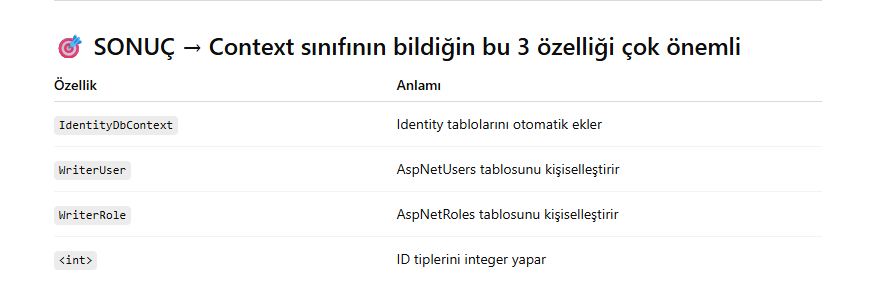 🎯 SONUÇ → Context sınıfının bildiğin bu 3 özelliği çok önemli
Özellik Anlamı
IdentityDbContext Identity tablolarını otomatik ekler
WriterUser AspNetUsers tablosunu kişiselleştirir
WriterRole AspNetRoles tablosunu kişiselleştirir
<int> ID tiplerini integer yapar